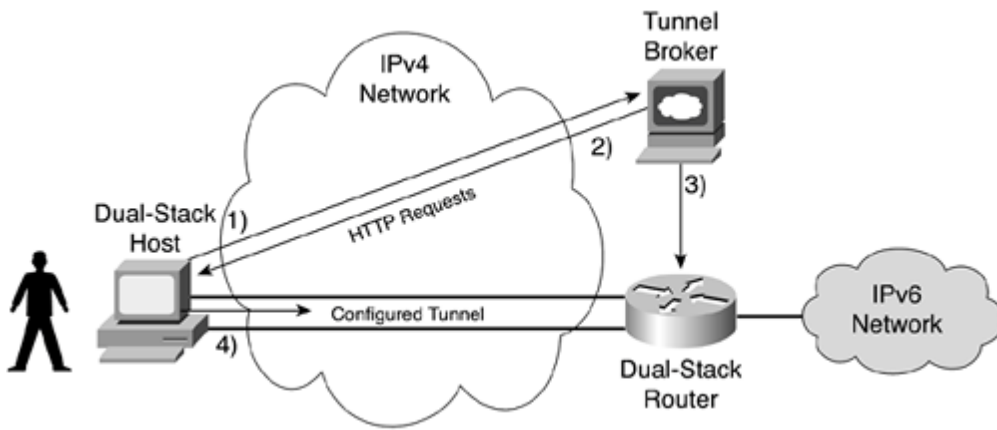 Tunnel
Broker
IPv4
Network
2)
3)
Dual-Stack
Host
1)
HTTP Requests
IPv6
Network
Configured Tunnel
4)
Dual-Stack
Router